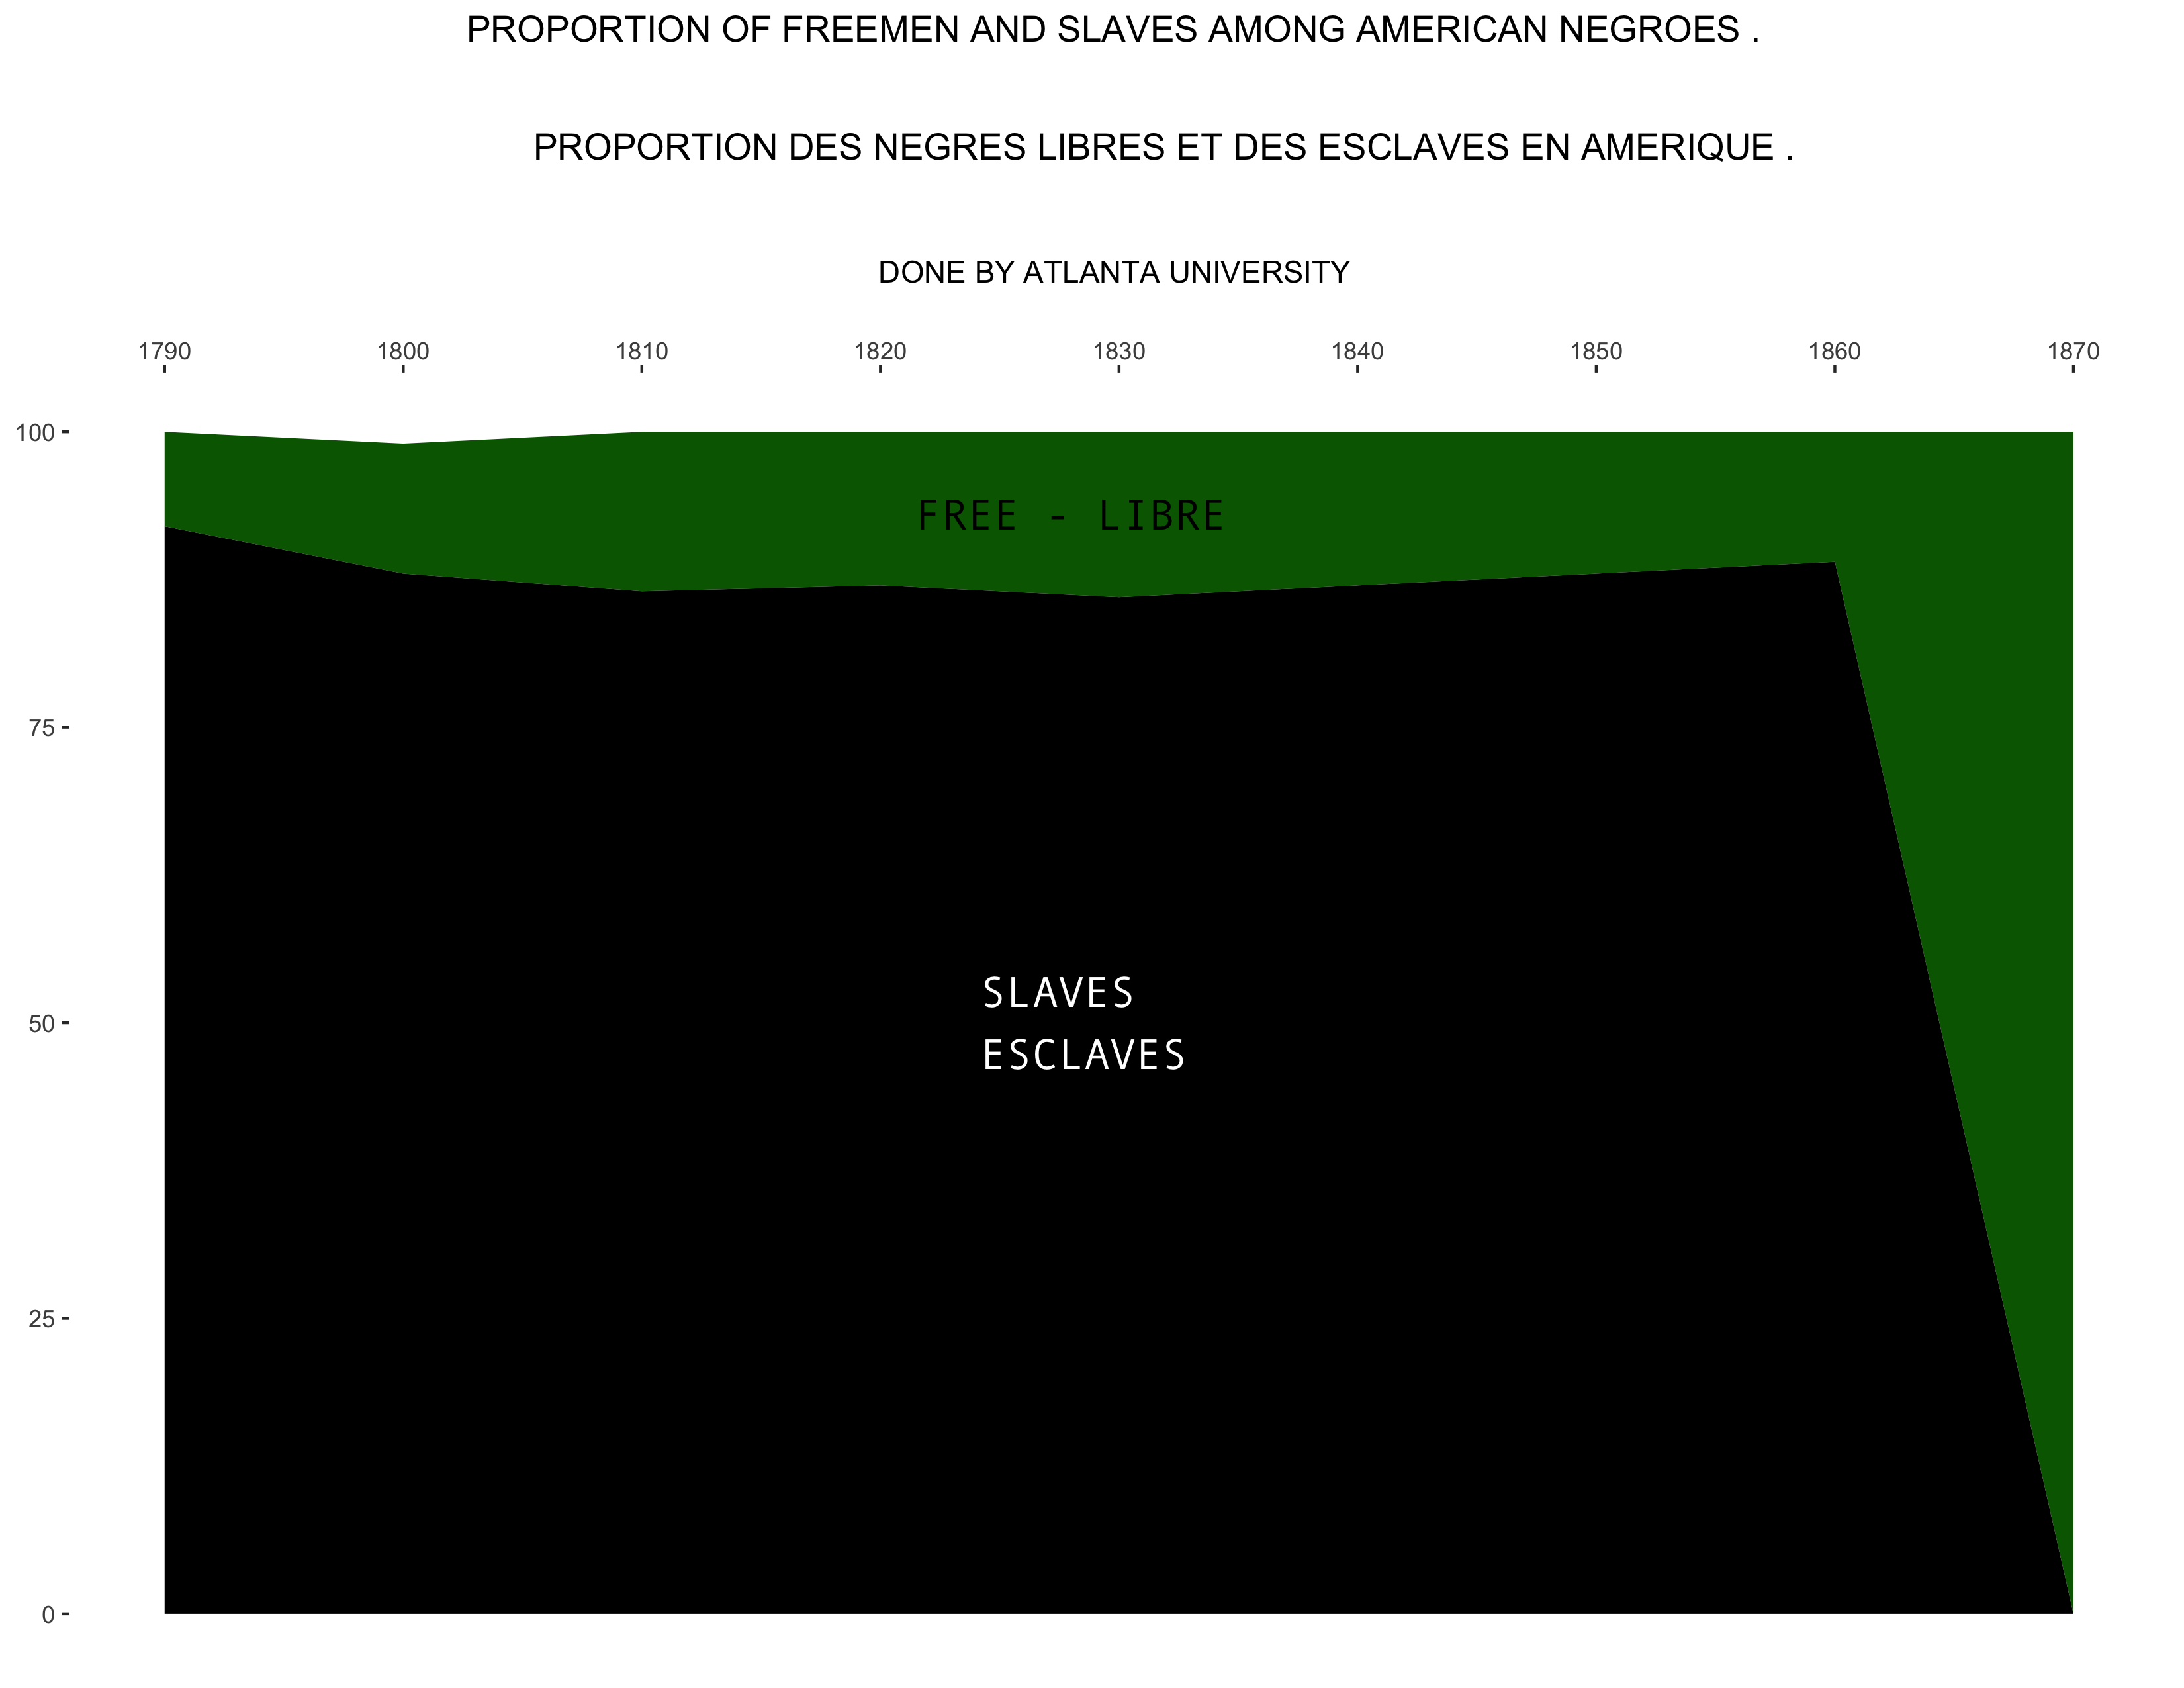 PROPORTION OF FREEMEN AND SLAVES AMONG AMERICAN NEGROES .
PROPORTION DES NEGRES LIBRES ET DES ESCLAVES EN AMERIQUE .
DONE BY ATLANTA UNIVERSITY
1790 1800 1810 1820 1830 1840 1850 1860 1870
100
FREE - LIBRE
75
SLAVES
50
ESCLAVES
25
0